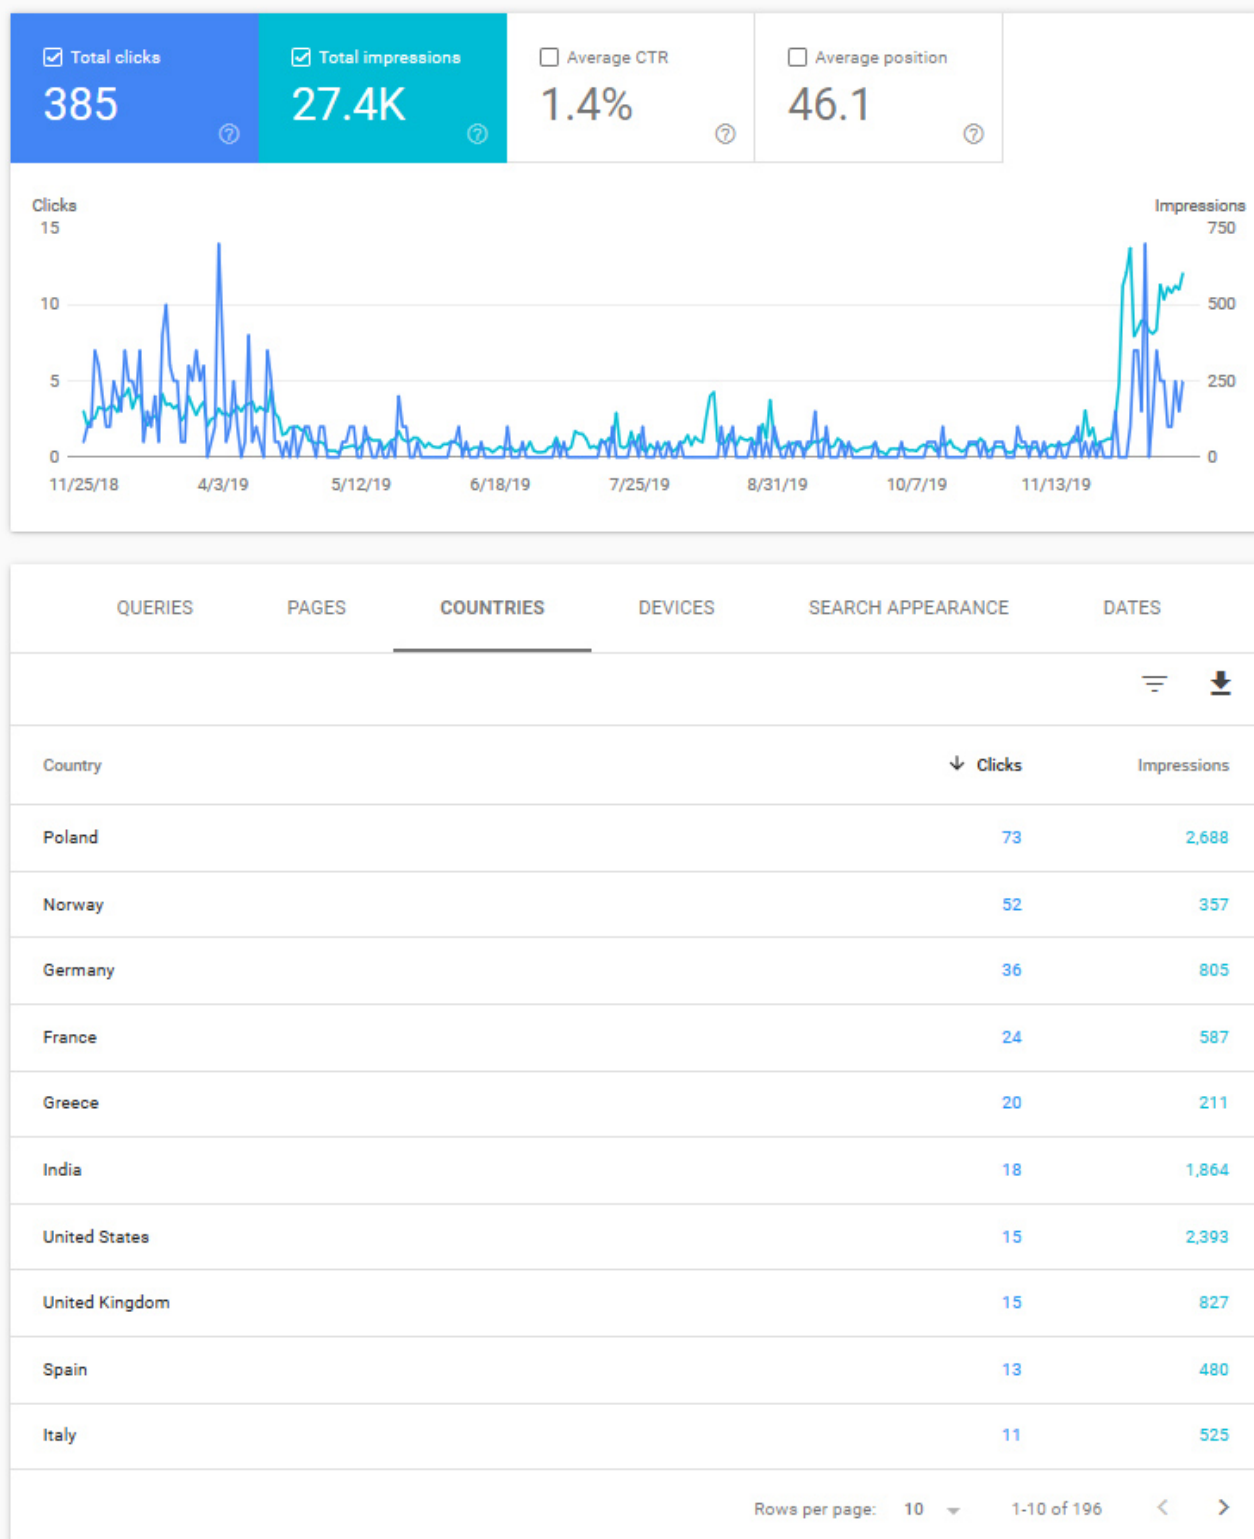 Total clicks Total impressions Average CTR Average position
385 27.4K 1.4% 46.1
Clicks Impressions
15 750
10 500
5 250
0 0
11/25/18 4/3/19 5/12/19 6/18/19 7/25/19 8/31/19 10/7/19 11/13/19
QUERIES PAGES COUNTRIES DEVICES SEARCH APPEARANCE DATES
Country Clicks Impressions
Poland 73 2,688
Norway 52 357
Germany 36 805
France 24 587
Greece 20 211
India 18 1,864
United States 15 2,393
United Kingdom 15 827
Spain 13 480
Italy 11 525
Rows per page: 10 1-10 of 196